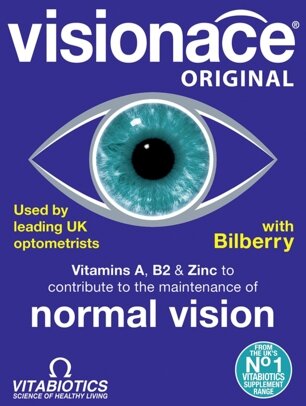 visionace®
ORIGINAL
Used by
leading UK
optometrists
with
Bilberry
Vitamins A, B2 & Zinc to
contribute to the maintenance of
normal vision
VITABIOTICS
SCIENCE OF HEALTHY LIVING
FROM
THE UK'S
Nº1
VITABIOTICS
SUPPLEMENT
RANGE